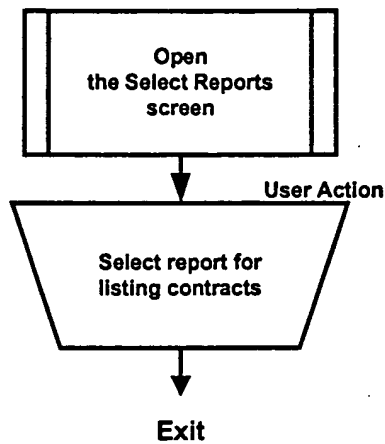 Open
the Select Reports
screen
User Action
Select report for
listing contracts
Exit